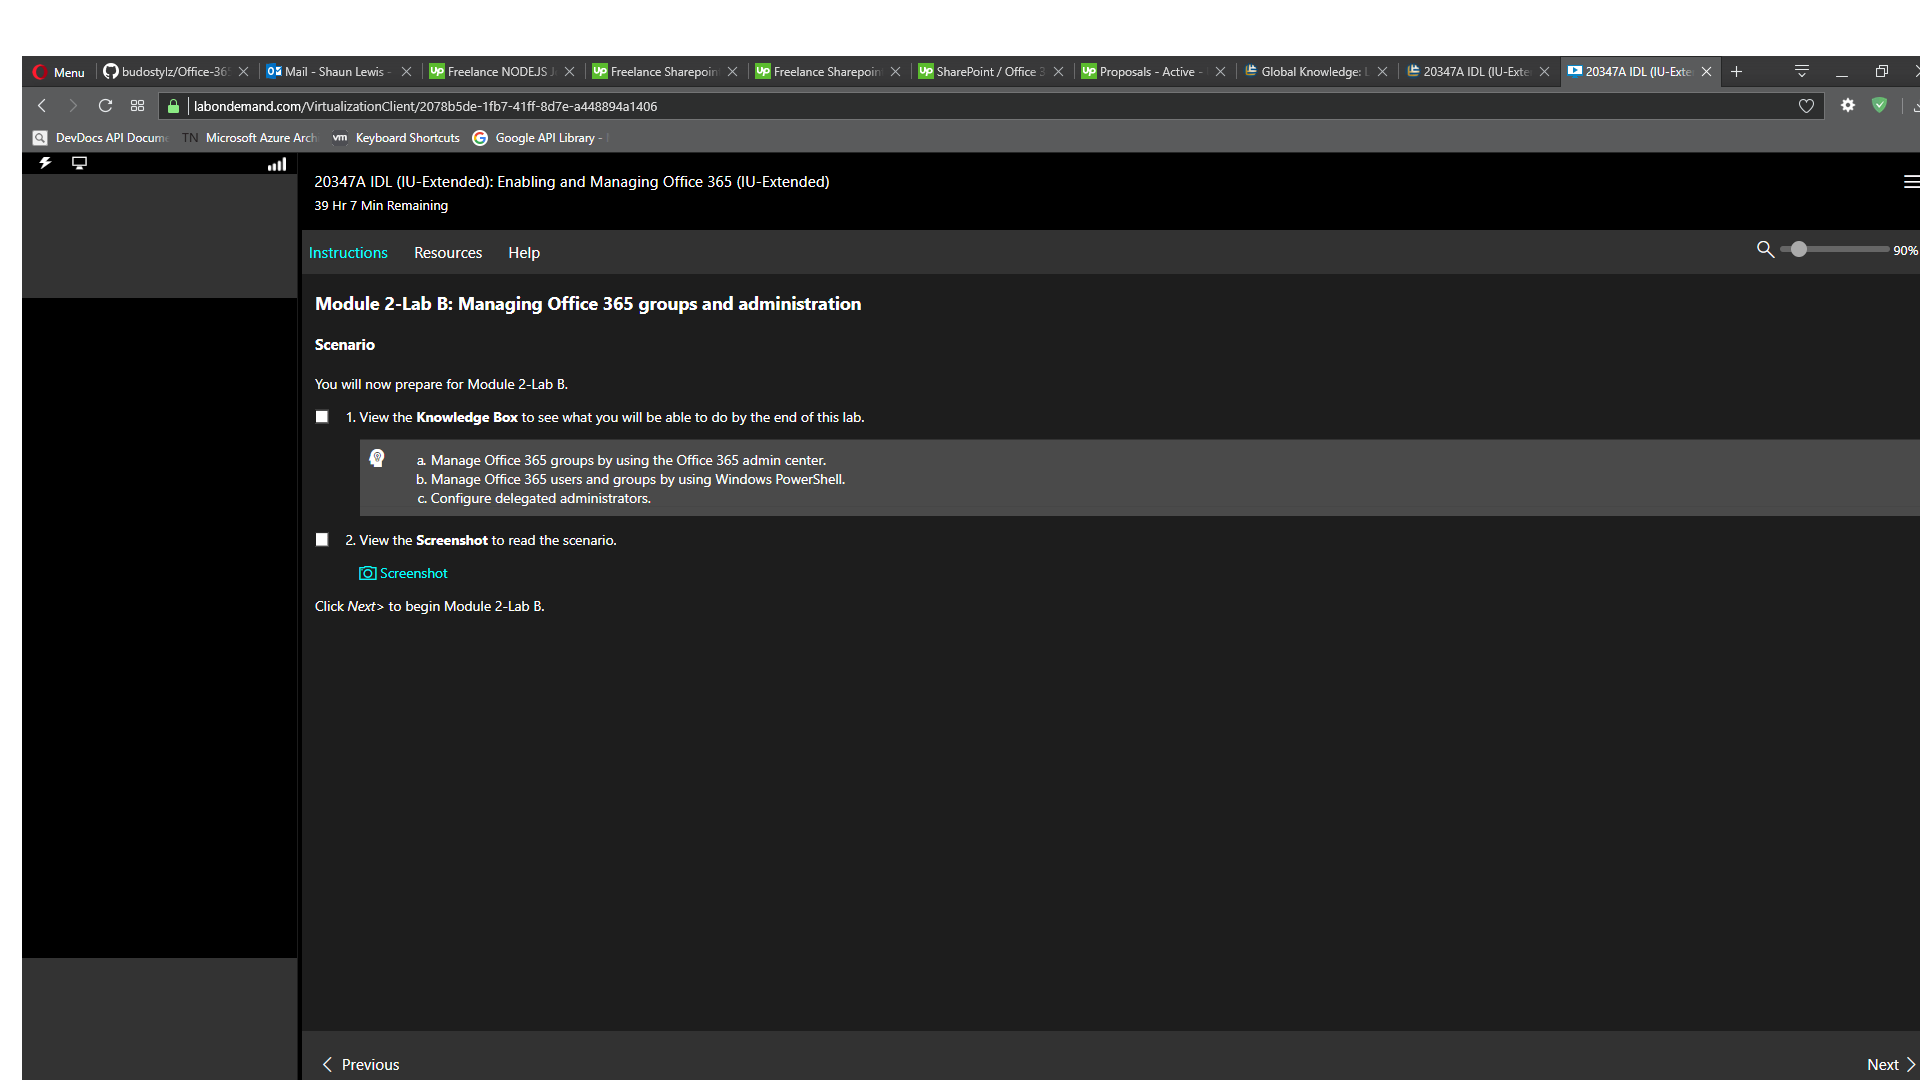 Menu
budostylz/Office-365
Mail - Shaun Lewis -
Freelance NODEJS J
Freelance Sharepoin
Freelance Sharepoin
SharePoint / Office 3
Proposals - Active -
Global Knowledge: L
20347A IDL (IU-Exte
20347A IDL (IU-Exte
labondemand.com/VirtualizationClient/2078b5de-1fb7-41ff-8d7e-a448894a1406
DevDocs API Docume
TN Microsoft Azure Arch
vm Keyboard Shortcuts
Google API Library -
20347A IDL (IU-Extended): Enabling and Managing Office 365 (IU-Extended)
39 Hr 7 Min Remaining
Instructions Resources Help
90%
Module 2-Lab B: Managing Office 365 groups and administration
Scenario
You will now prepare for Module 2-Lab B.
1. View the Knowledge Box to see what you will be able to do by the end of this lab.
a. Manage Office 365 groups by using the Office 365 admin center.
b. Manage Office 365 users and groups by using Windows PowerShell.
c. Configure delegated administrators.
2. View the Screenshot to read the scenario.
Screenshot
Click Next> to begin Module 2-Lab B.
Previous
Next